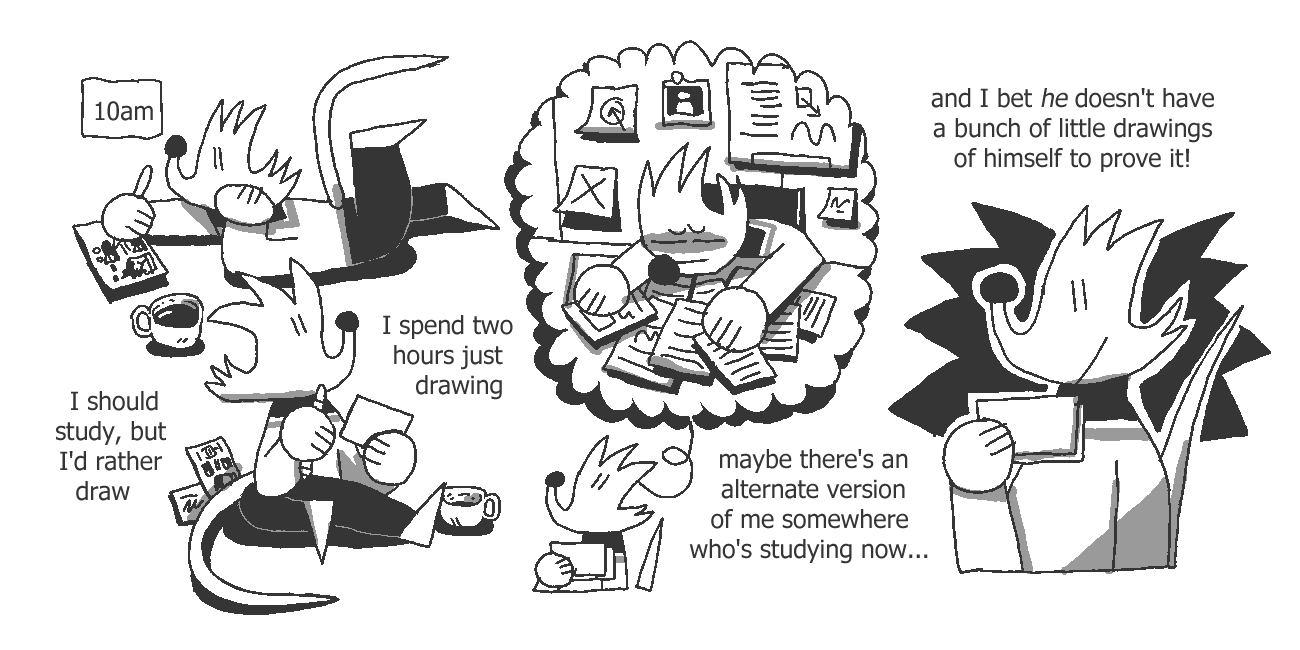 10am
I should
study, but
I'd rather
draw
I spend two
hours just
drawing
maybe there's an
alternate version
of me somewhere
who's studying now...
and I bet he doesn't have
a bunch of little drawings
of himself to prove it!